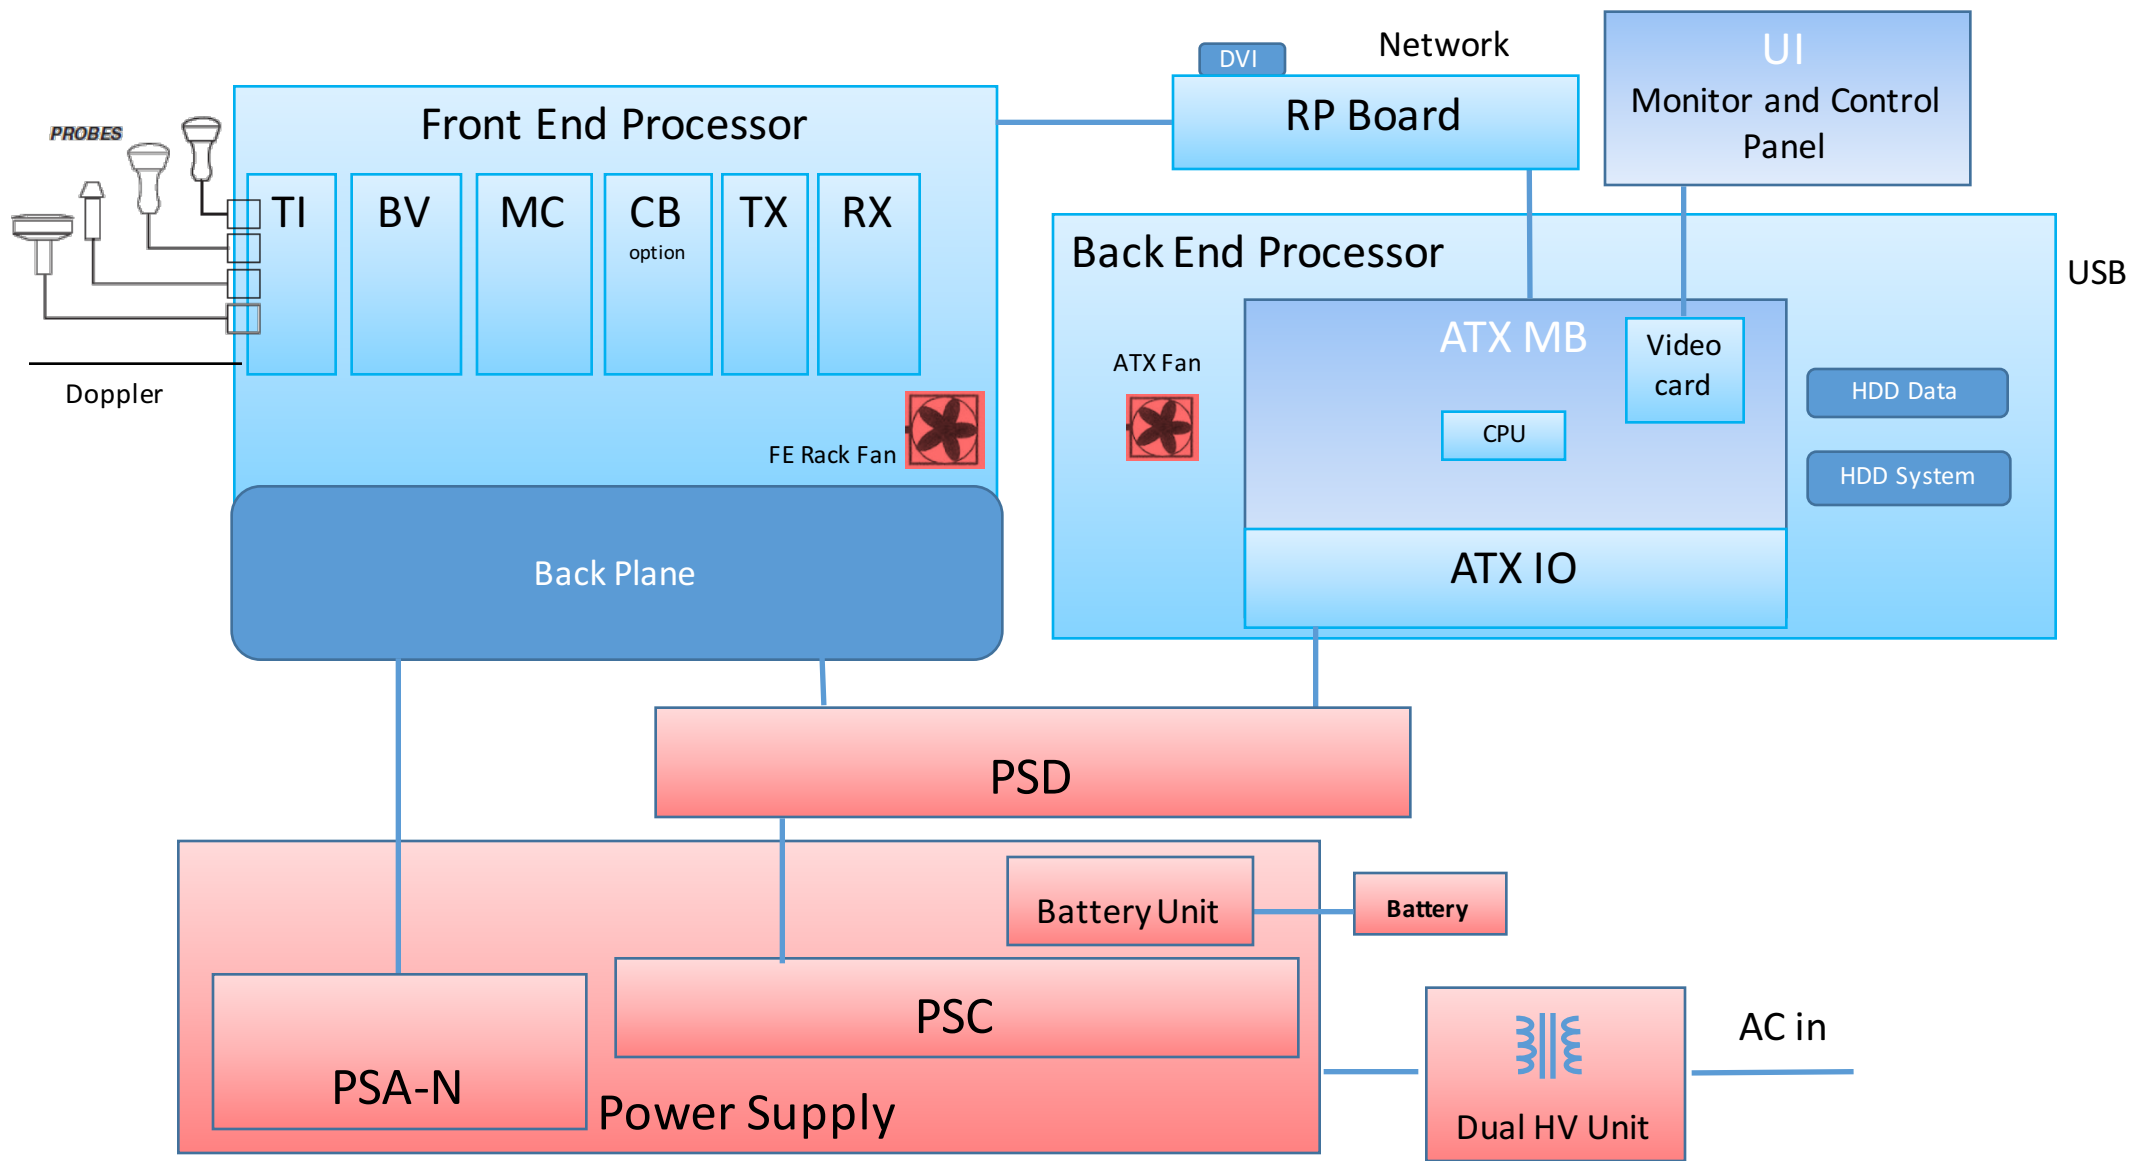 DVI
Network
UI
Monitor and Control
Panel
Front End Processor
RP Board
PROBES
TI
BV
MC
CB
option
TX
RX
Back End Processor
USB
ATX MB
Video
card
ATX Fan
Doppler
HDD Data
CPU
FE Rack Fan
HDD System
Back Plane
ATX IO
PSD
Battery Unit
Battery
PSC
AC in
PSA-N
Power Supply
Dual HV Unit